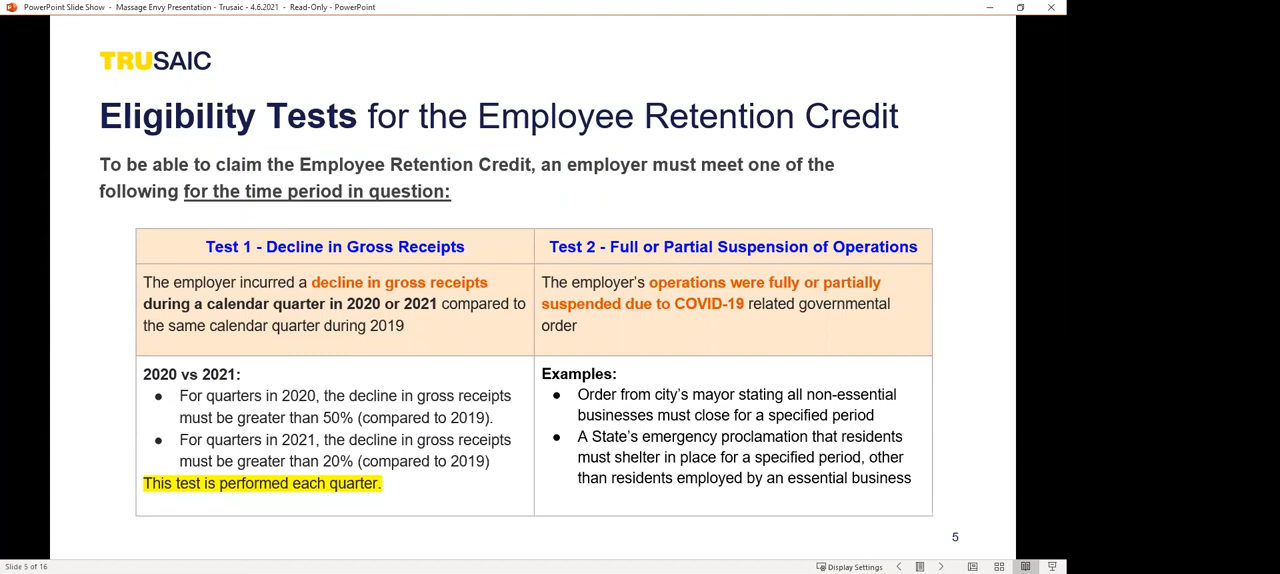 PowerPoint Slide Show - Massage Envy Presentation - Trusaic - 4.6.2021 - Read-Only - PowerPoint
TRUSAIC
Eligibility Tests for the Employee Retention Credit
To be able to claim the Employee Retention Credit, an employer must meet one of the
following for the time period in question:
Test 1 - Decline in Gross Receipts
The employer incurred a decline in gross receipts
during a calendar quarter in 2020 or 2021 compared to
the same calendar quarter during 2019
2020 vs 2021:
● For quarters in 2020, the decline in gross receipts
must be greater than 50% (compared to 2019).
● For quarters in 2021, the decline in gross receipts
must be greater than 20% (compared to 2019)
This test is performed each quarter.
Test 2 - Full or Partial Suspension of Operations
The employer's operations were fully or partially
suspended due to COVID-19 related governmental
order
Examples:
● Order from city's mayor stating all non-essential
businesses must close for a specified period
● A State's emergency proclamation that residents
must shelter in place for a specified period, other
than residents employed by an essential business
5
Slide 5 of 16
Display Settings